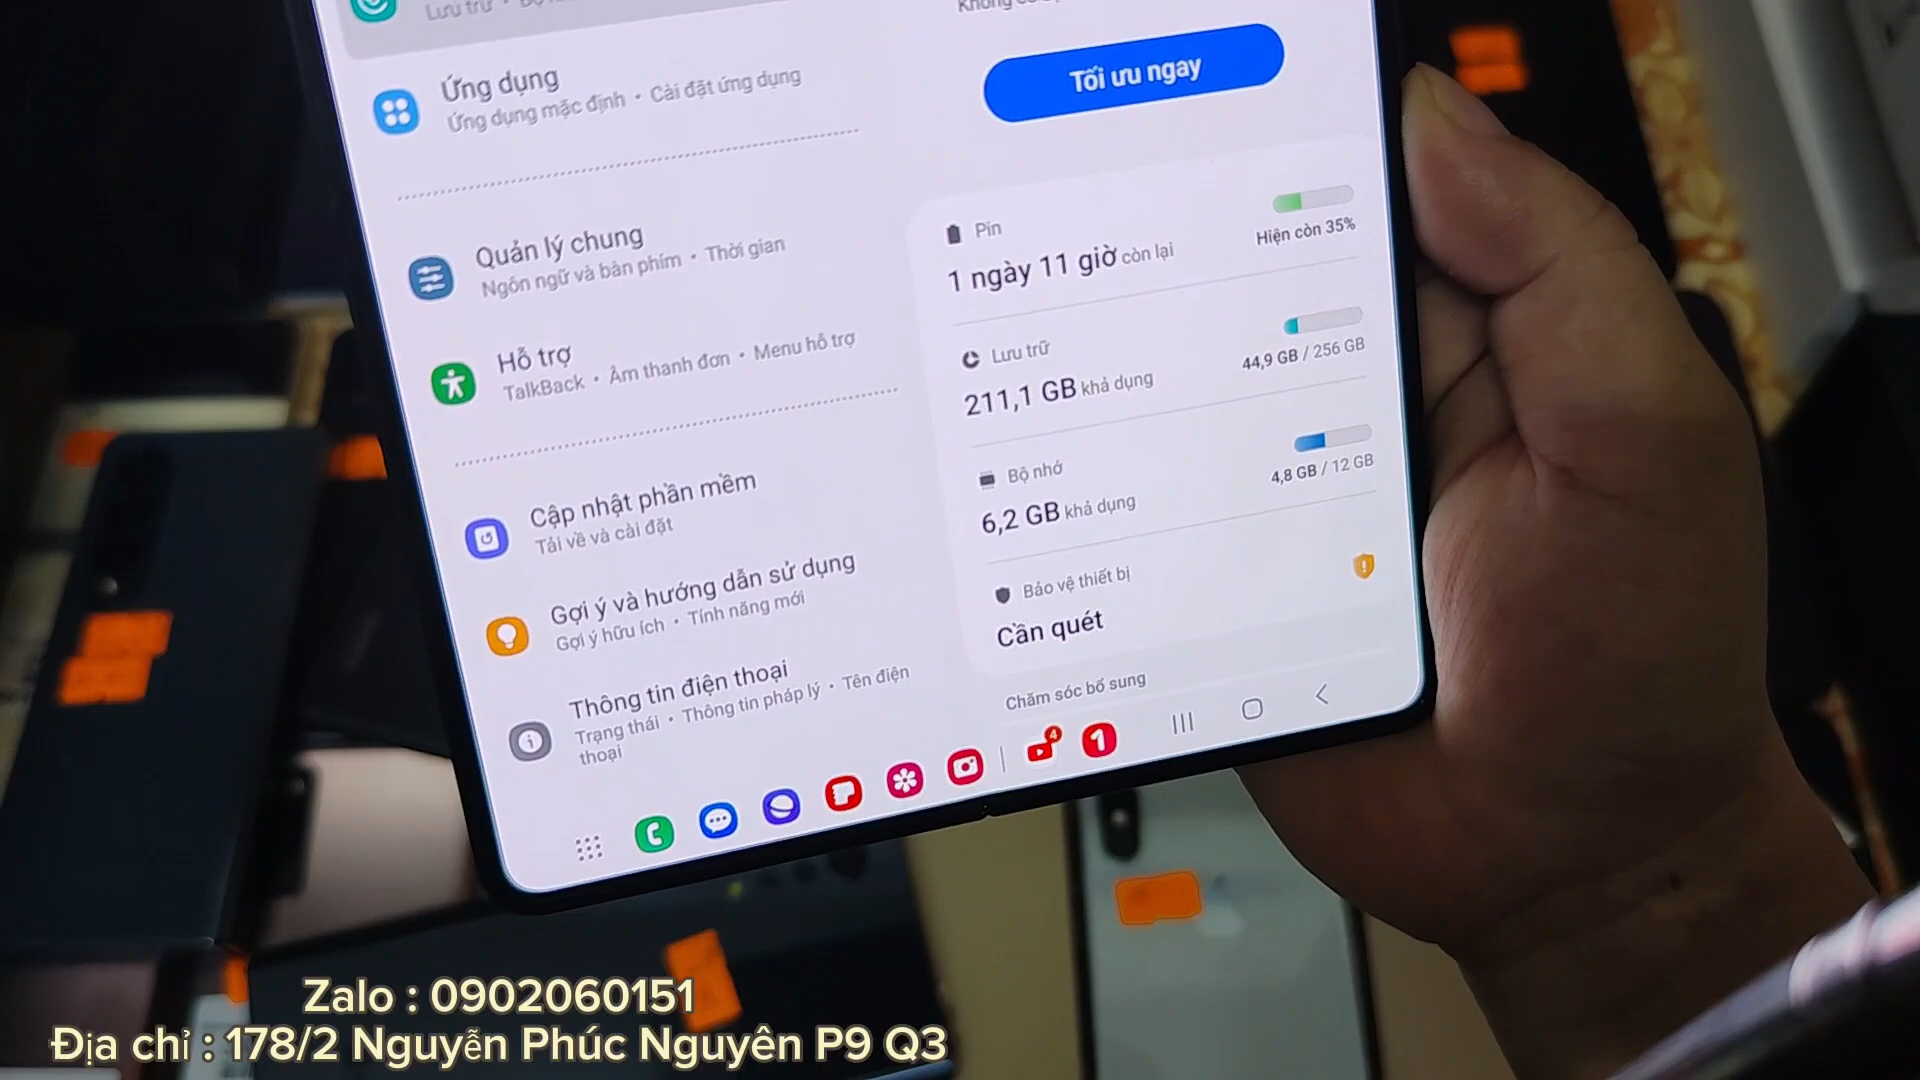 Lưu trữ
Ứng dụng
Ứng dụng mặc định • Cài đặt ứng dụng
Quản lý chung
Ngôn ngữ và bàn phím • Thời gian
Hỗ trợ
TalkBack • Âm thanh đơn • Menu hỗ trợ
Cập nhật phần mềm
Tải về và cài đặt
Gợi ý và hướng dẫn sử dụng
Gợi ý hữu ích • Tính năng mới
Thông tin điện thoại
Trạng thái • Thông tin pháp lý • Tên điện
thoại
Tối ưu ngay
Pin
1 ngày 11 giờ còn lại
Hiện còn 35%
Lưu trữ
211,1 GB khả dụng
44,9 GB / 256 GB
Bộ nhớ
6,2 GB khả dụng
4,8 GB / 12 GB
Bảo vệ thiết bị
Cần quét
Chăm sóc bổ sung
4
1
Zalo : 0902060151
Địa chỉ : 178/2 Nguyễn Phúc Nguyên P9 Q3